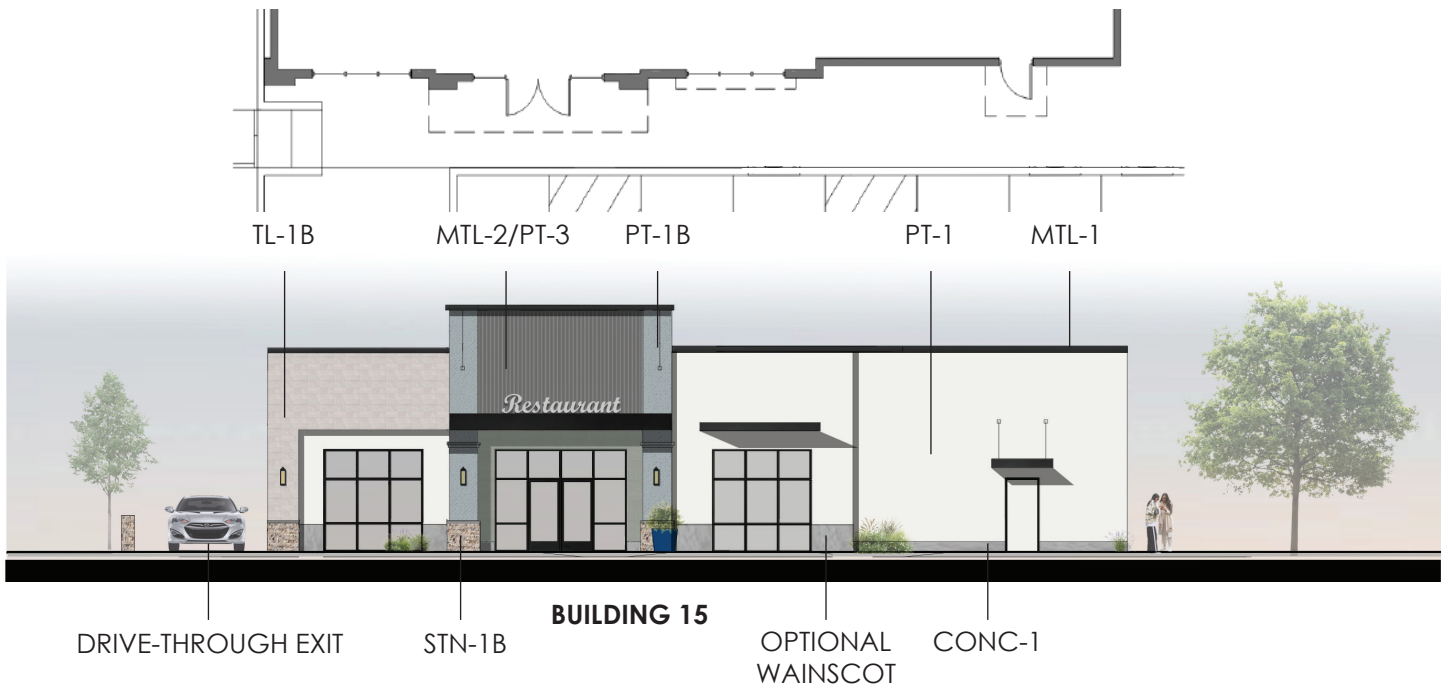 TL-1B
MTL-2/PT-3
PT-1B
PT-1
MTL-1
Restaurant
BUILDING 15
DRIVE-THROUGH EXIT
STN-1B
OPTIONAL
WAINSCOT
CONC-1